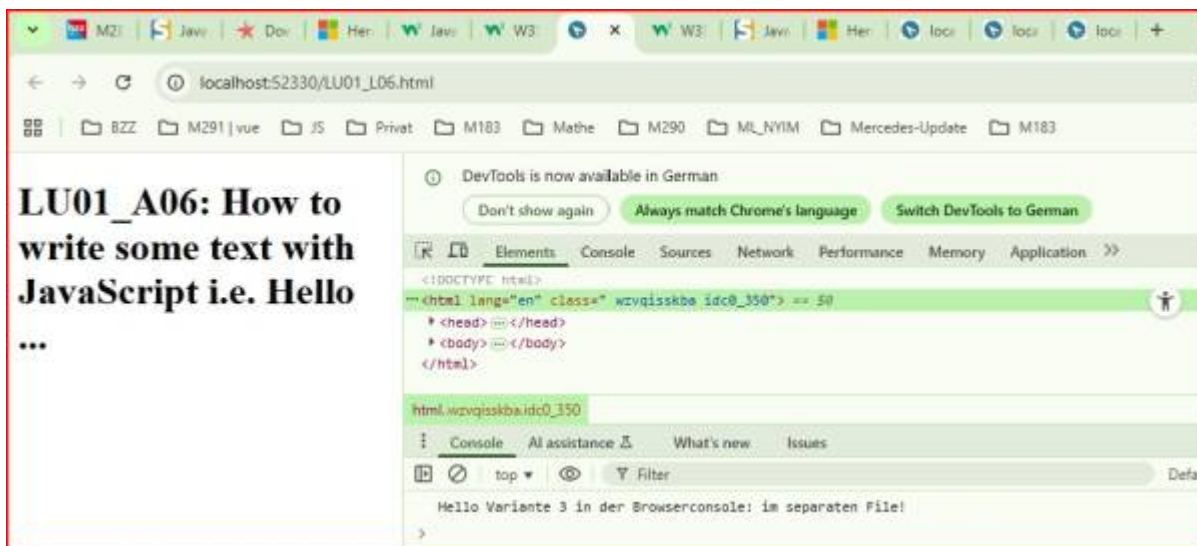 M2 Java Dov Her Java W3 W3 Java Her loca loca loca
localhost:52330/LU01_L06.html
BZZ M291 | vue JS Privat M183 Mathe M290 ML_NYIM Mercedes-Update M183
DevTools is now available in German
Don't show again Always match Chrome's language Switch DevTools to German
LU01_A06: How to
write some text with
JavaScript i.e. Hello
...
Elements Console Sources Network Performance Memory Application
<!DOCTYPE html>
<html lang="en" class=" wzvqisskba idc0_350"> == $0
<head> ... </head>
<body> ... </body>
</html>
html.wzvqisskba.idc0_350
Console AI assistance What's new Issues
top Filter Defa
Hello Variante 3 in der Browserconsole: im separaten File!